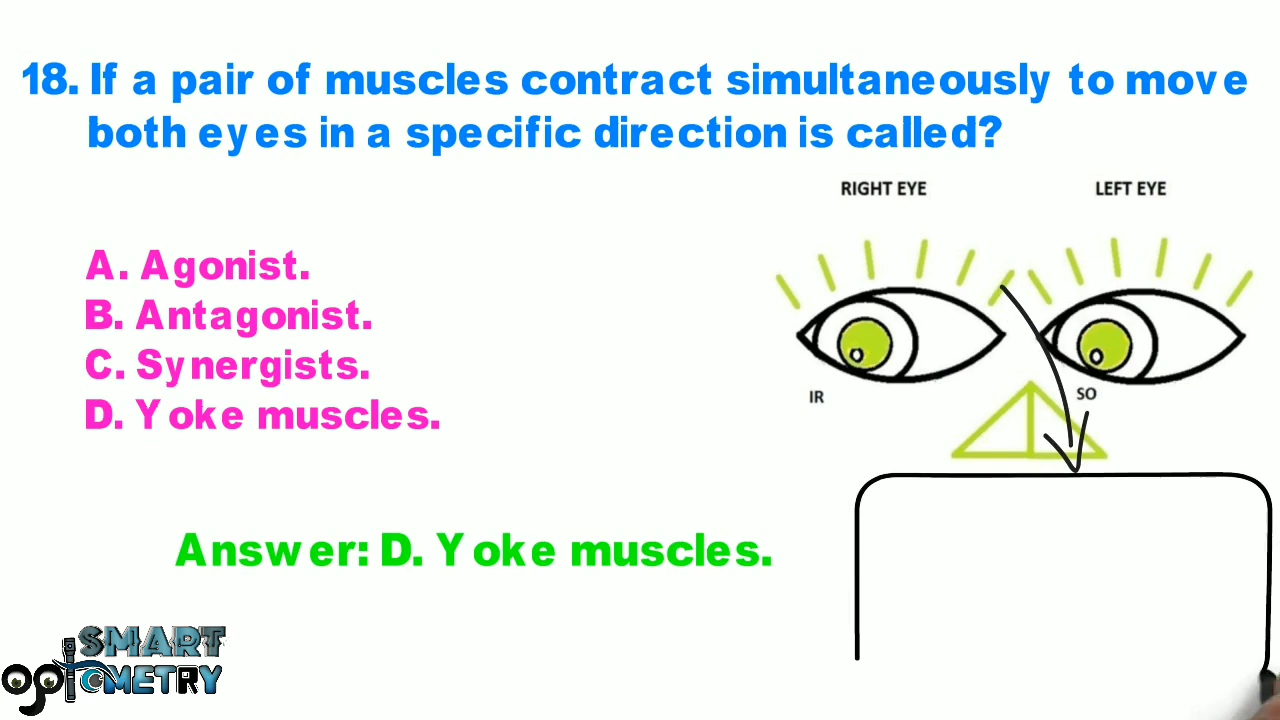 18. If a pair of muscles contract simultaneously to move
both eyes in a specific direction is called?
RIGHT EYE
LEFT EYE
A. Agonist.
B. Antagonist.
C. Synergists.
D. Yoke muscles.
IR
SO
Answer: D. Yoke muscles.
SMART
OPTOMETRY